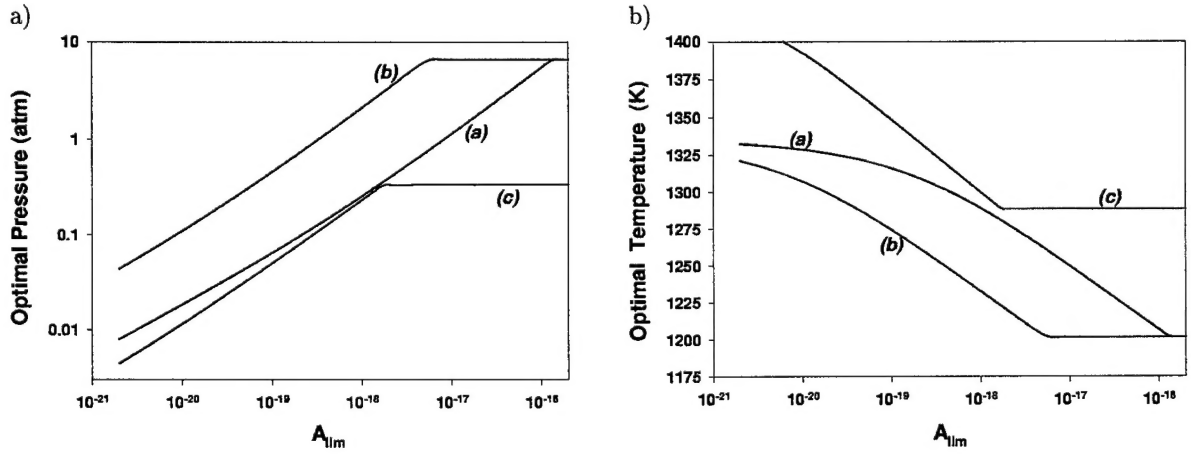 a)
Optimal Pressure (atm)
10
1
0.1
0.01
(b)
(a)
(c)
10-21
10-20
10-19
10-18
10-17
10-16
Alim
b)
Optimal Temperature (K)
1400
1375
1350
1325
1300
1275
1250
1225
1200
1175
(a)
(b)
(c)
10-21
10-20
10-19
10-18
10-17
10-16
Alim